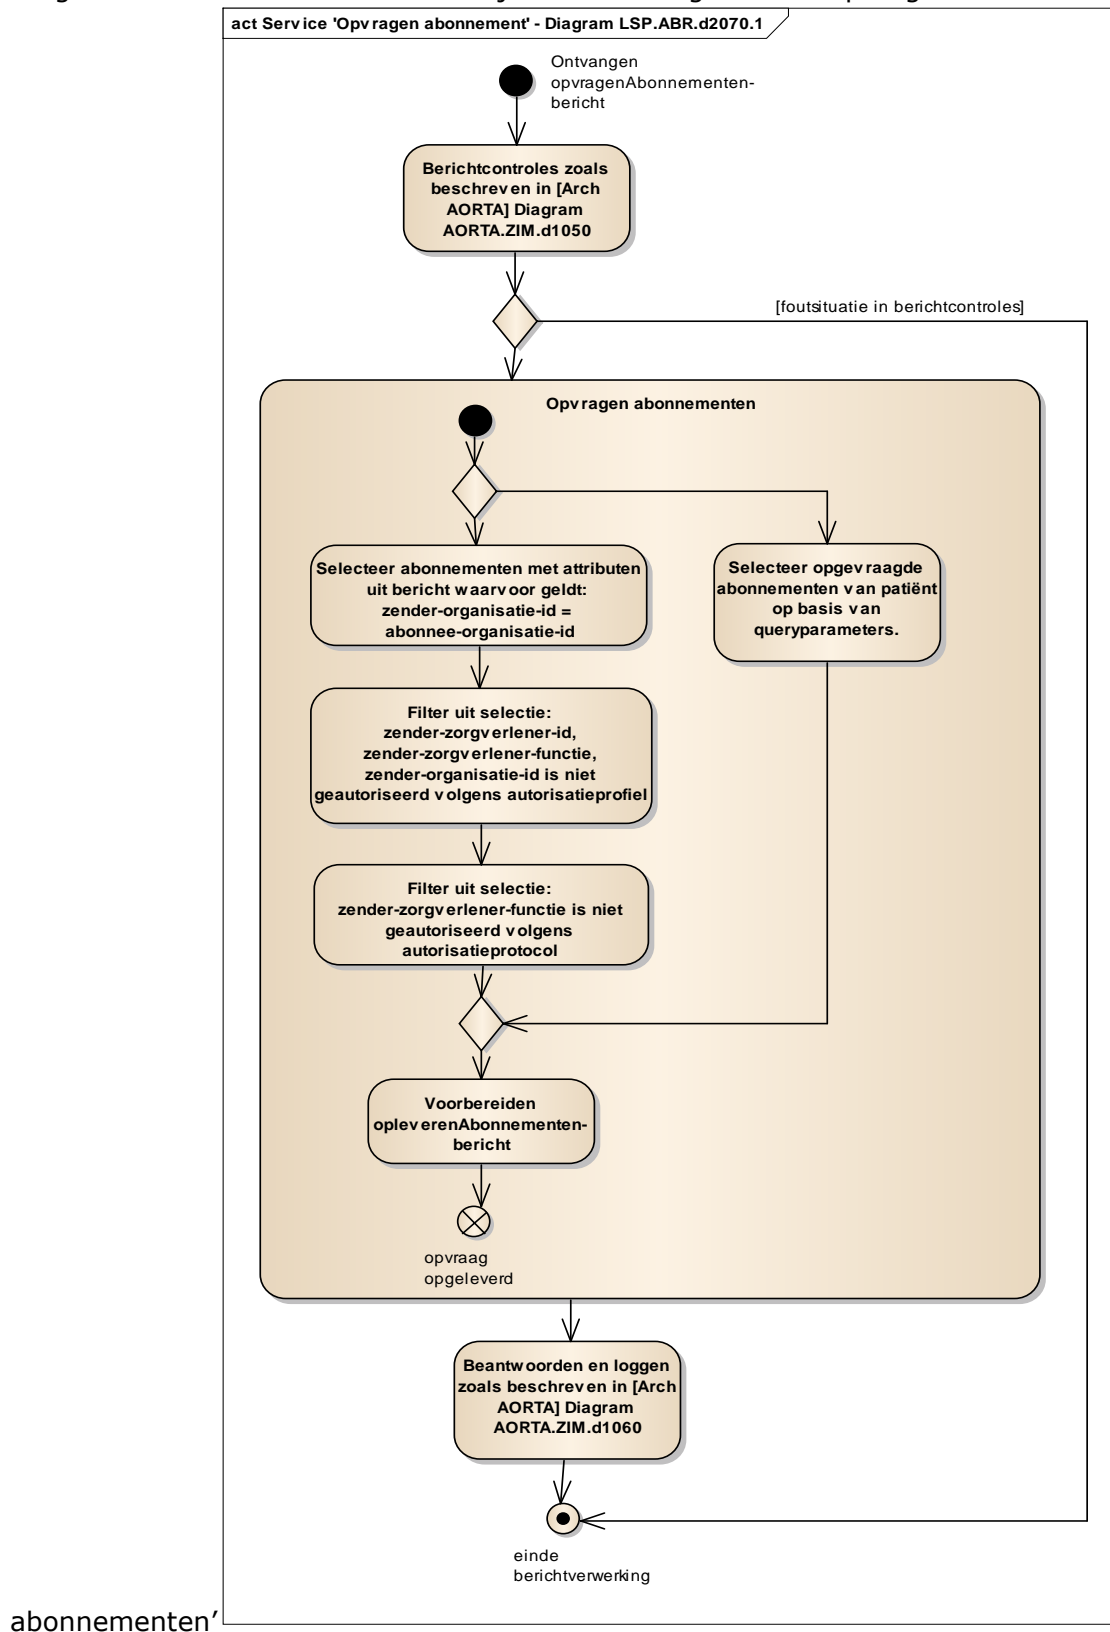 act Service 'Opvragen abonnement' - Diagram LSP.ABR.d2070.1
Ontvangen
opvragenAbonnementen-
bericht
Berichtcontroles zoals
beschreven in [Arch
AORTA] Diagram
AORTA.ZIM.d1050
[foutsituatie in berichtcontroles]
Opvragen abonnementen
Selecteer abonnementen met attributen
uit bericht waarvoor geldt:
zender-organisatie-id =
abonnee-organisatie-id
Selecteer opgevraagde
abonnementen van patiënt
op basis van
queryparameters.
Filter uit selectie:
zender-zorgverlener-id,
zender-zorgverlener-functie,
zender-organisatie-id is niet
geautoriseerd volgens autorisatieprofiel
Filter uit selectie:
zender-zorgverlener-functie is niet
geautoriseerd volgens
autorisatieprotocol
Voorbereiden
opleverenAbonnementen-
bericht
opvraag
opgeleverd
Beantwoorden en loggen
zoals beschreven in [Arch
AORTA] Diagram
AORTA.ZIM.d1060
einde
berichtverwerking
abonnementen’